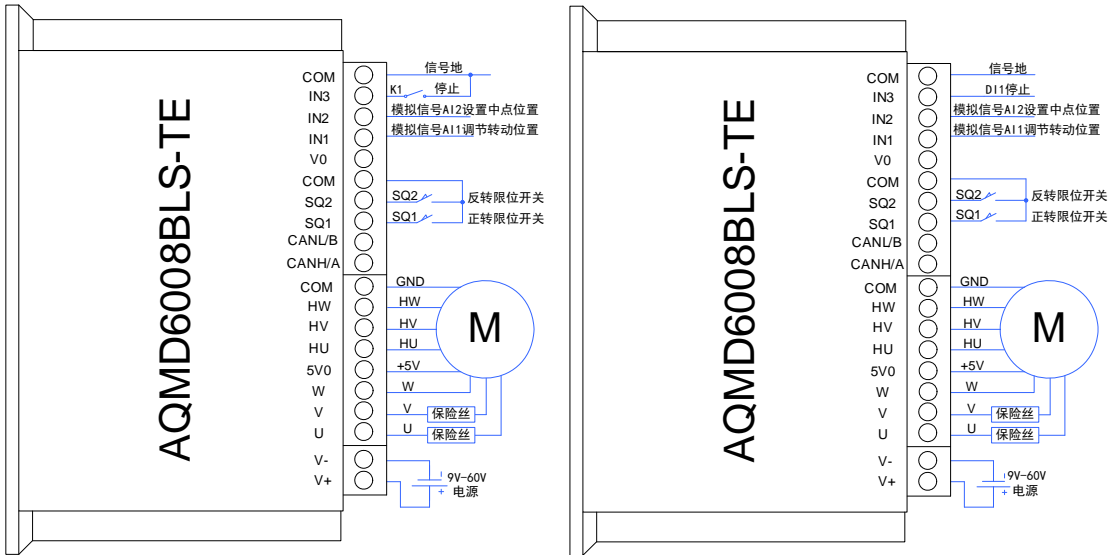 AQMD6008BLS-TE
COM
IN3
IN2
IN1
V0
COM
SQ2
SQ1
CANL/B
CANH/A
COM
HW
HV
HU
5V0
W
V
U
V-
V+
信号地
K1 停止
模拟信号AI2设置中点位置
模拟信号AI1调节转动位置
SQ2 反转限位开关
SQ1 正转限位开关
GND
HW
HV
HU
+5V
W
V 保险丝
U 保险丝
M
9V-60V
+ 电源
AQMD6008BLS-TE
COM
IN3
IN2
IN1
V0
COM
SQ2
SQ1
CANL/B
CANH/A
COM
HW
HV
HU
5V0
W
V
U
V-
V+
信号地
DI1停止
模拟信号AI2设置中点位置
模拟信号AI1调节转动位置
SQ2 反转限位开关
SQ1 正转限位开关
GND
HW
HV
HU
+5V
W
V 保险丝
U 保险丝
M
9V-60V
+ 电源